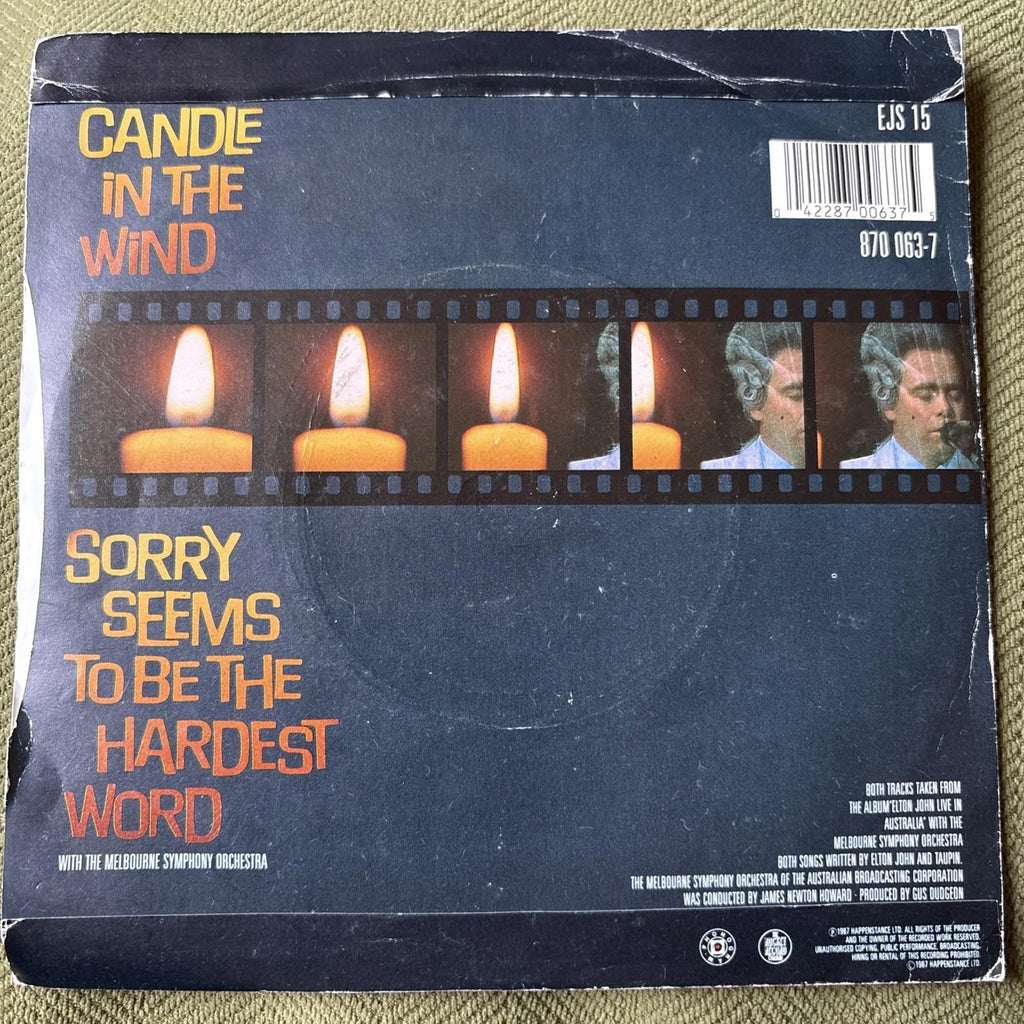 CANDLE
iN THE
WiND
EJS 15
0 42287 00637 5
870 063-7
SORRY
SEEMS
TO BE THE
HARDEST
WORD
WITH THE MELBOURNE SYMPHONY ORCHESTRA
BOTH TRACKS TAKEN FROM
THE ALBUM'ELTON JOHN LIVE IN
AUSTRALIA' WITH THE
MELBOURNE SYMPHONY ORCHESTRA
BOTH SONGS WRITTEN BY ELTON JOHN AND TAUPIN.
THE MELBOURNE SYMPHONY ORCHESTRA OF THE AUSTRALIAN BROADCASTING CORPORATION
WAS CONDUCTED BY JAMES NEWTON HOWARD · PRODUCED BY GUS DUDGEON
PHONOGRAM
THE
ROCKET
RECORD
COMPANY
℗1987 HAPPENSTANCE LTD. ALL RIGHTS OF THE PRODUCER
AND THE OWNER OF THE RECORDED WORK RESERVED.
UNAUTHORISED COPYING, PUBLIC PERFORMANCE, BROADCASTING,
HIRING OR RENTAL OF THIS RECORDING PROHIBITED.
©1987 HAPPENSTANCE LTD.